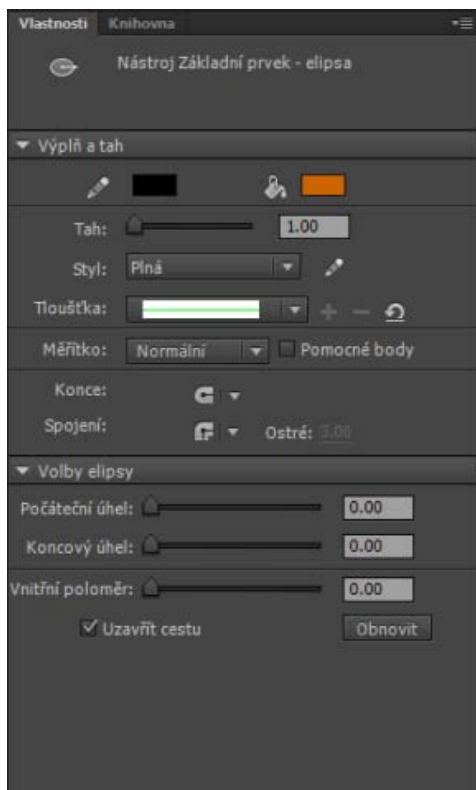 Vlastnosti Knihovna
Nástroj Základní prvek - elipsa
Výplň a tah
Tah: 1.00
Styl: Plná
Tloušťka:
Měřítko: Normální Pomocné body
Konce:
Spojení: Ostré: 3.00
Volby elipsy
Počáteční úhel: 0.00
Koncový úhel: 0.00
Vnitřní poloměr: 0.00
Uzavřít cestu Obnovit